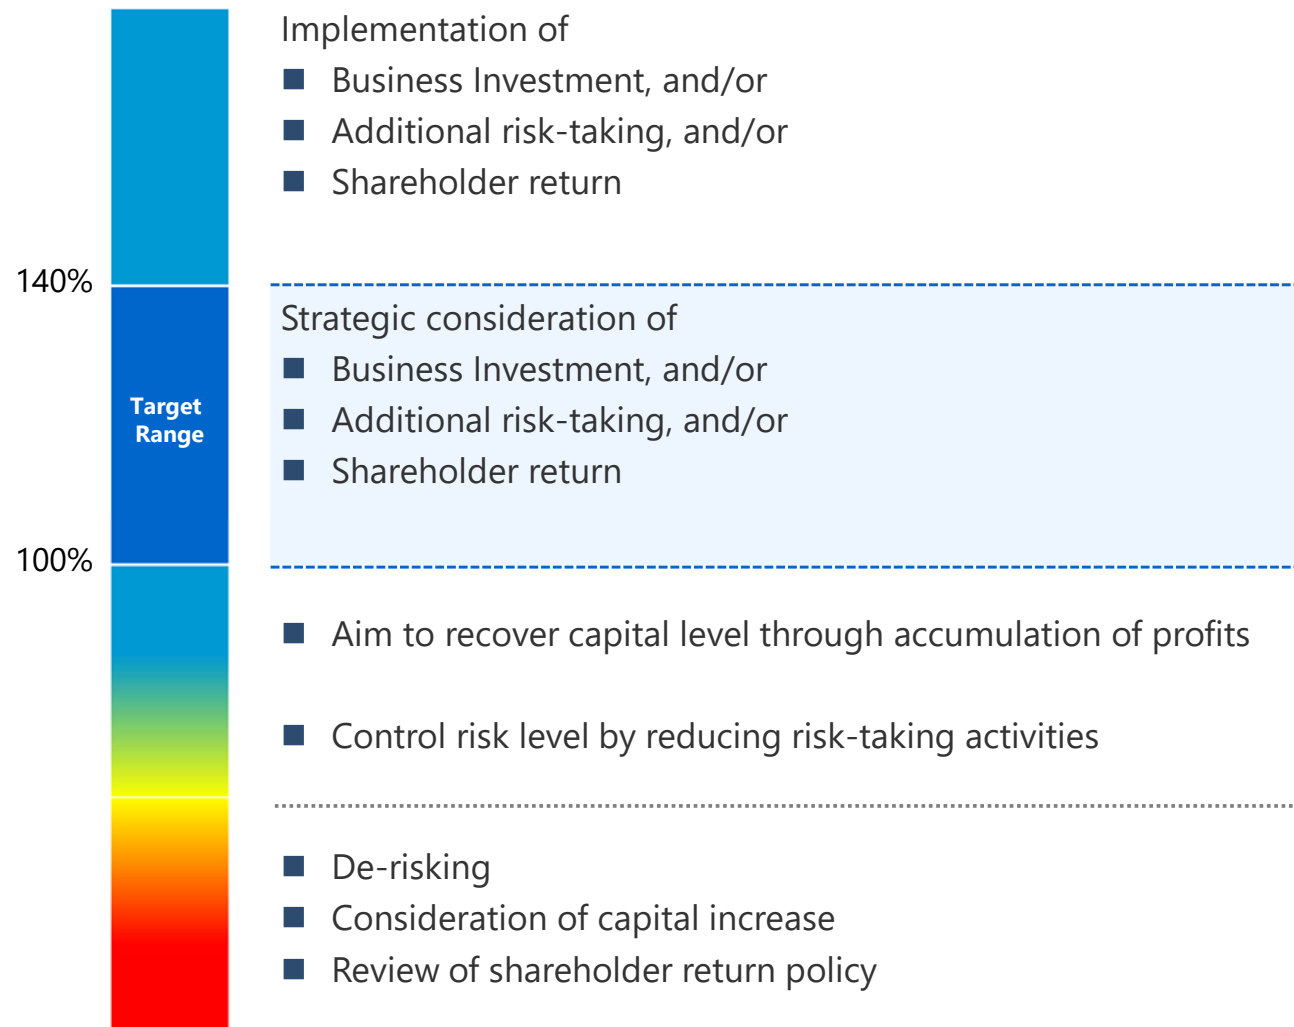 Implementation of
■ Business Investment, and/or
■ Additional risk-taking, and/or
■ Shareholder return
140%
Strategic consideration of
■ Business Investment, and/or
■ Additional risk-taking, and/or
■ Shareholder return
Target
Range
100%
■ Aim to recover capital level through accumulation of profits
■ Control risk level by reducing risk-taking activities
■ De-risking
■ Consideration of capital increase
■ Review of shareholder return policy